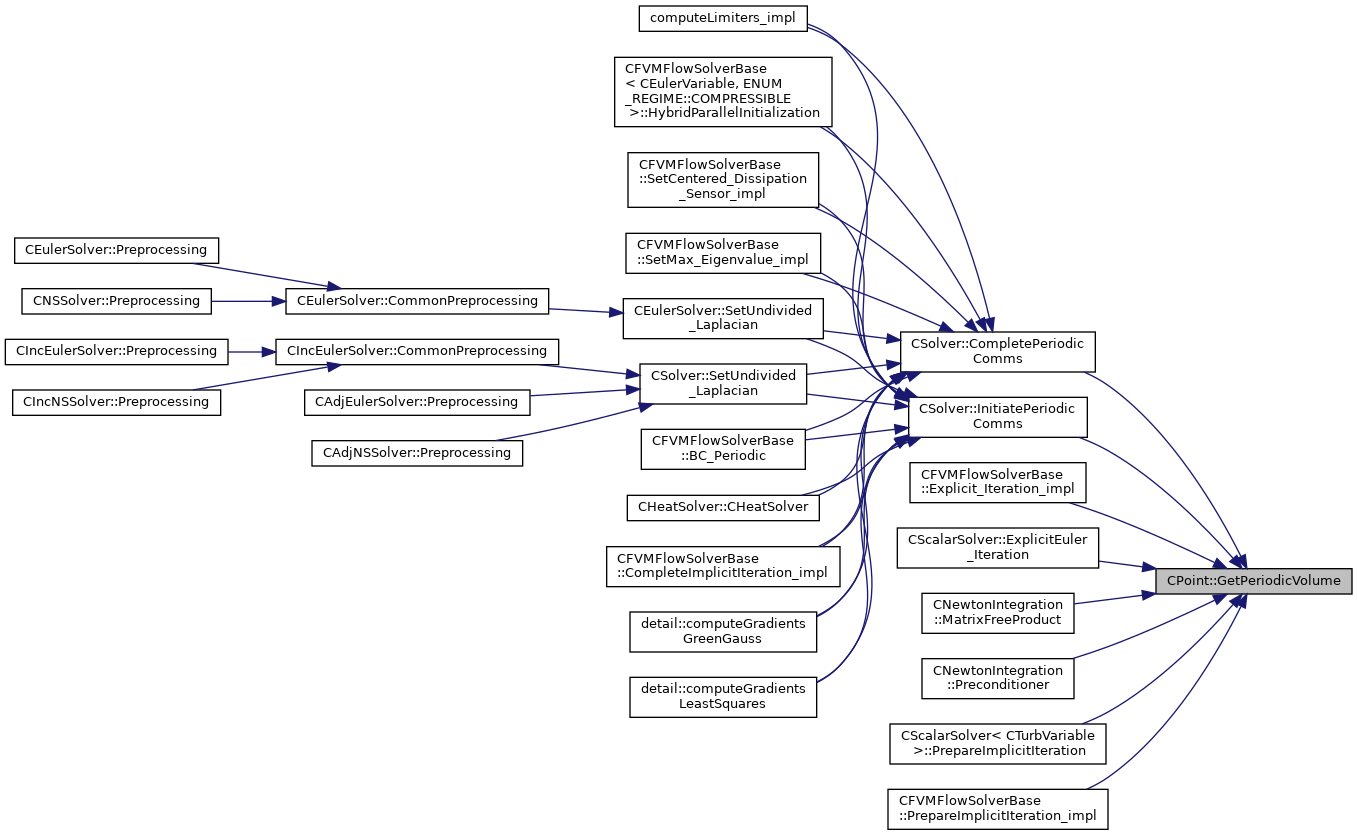 computeLimiters_impl
CFVMFlowSolverBase
< CEulerVariable, ENUM
_REGIME::COMPRESSIBLE
>::HybridParallelInitialization
CFVMFlowSolverBase
::SetCentered_Dissipation
_Sensor_impl
CFVMFlowSolverBase
::SetMax_Eigenvalue_impl
CEulerSolver::Preprocessing
CNSSolver::Preprocessing
CEulerSolver::CommonPreprocessing
CEulerSolver::SetUndivided
_Laplacian
CIncEulerSolver::Preprocessing
CIncEulerSolver::CommonPreprocessing
CIncNSSolver::Preprocessing
CAdjEulerSolver::Preprocessing
CAdjNSSolver::Preprocessing
CSolver::SetUndivided
_Laplacian
CFVMFlowSolverBase
::BC_Periodic
CHeatSolver::CHeatSolver
CFVMFlowSolverBase
::CompleteImplicitIteration_impl
detail::computeGradients
GreenGauss
detail::computeGradients
LeastSquares
CSolver::CompletePeriodic
Comms
CSolver::InitiatePeriodic
Comms
CFVMFlowSolverBase
::Explicit_Iteration_impl
CScalarSolver::ExplicitEuler
_Iteration
CNewtonIntegration
::MatrixFreeProduct
CNewtonIntegration
::Preconditioner
CScalarSolver< CTurbVariable
>::PrepareImplicitIteration
CFVMFlowSolverBase
::PrepareImplicitIteration_impl
CPoint::GetPeriodicVolume